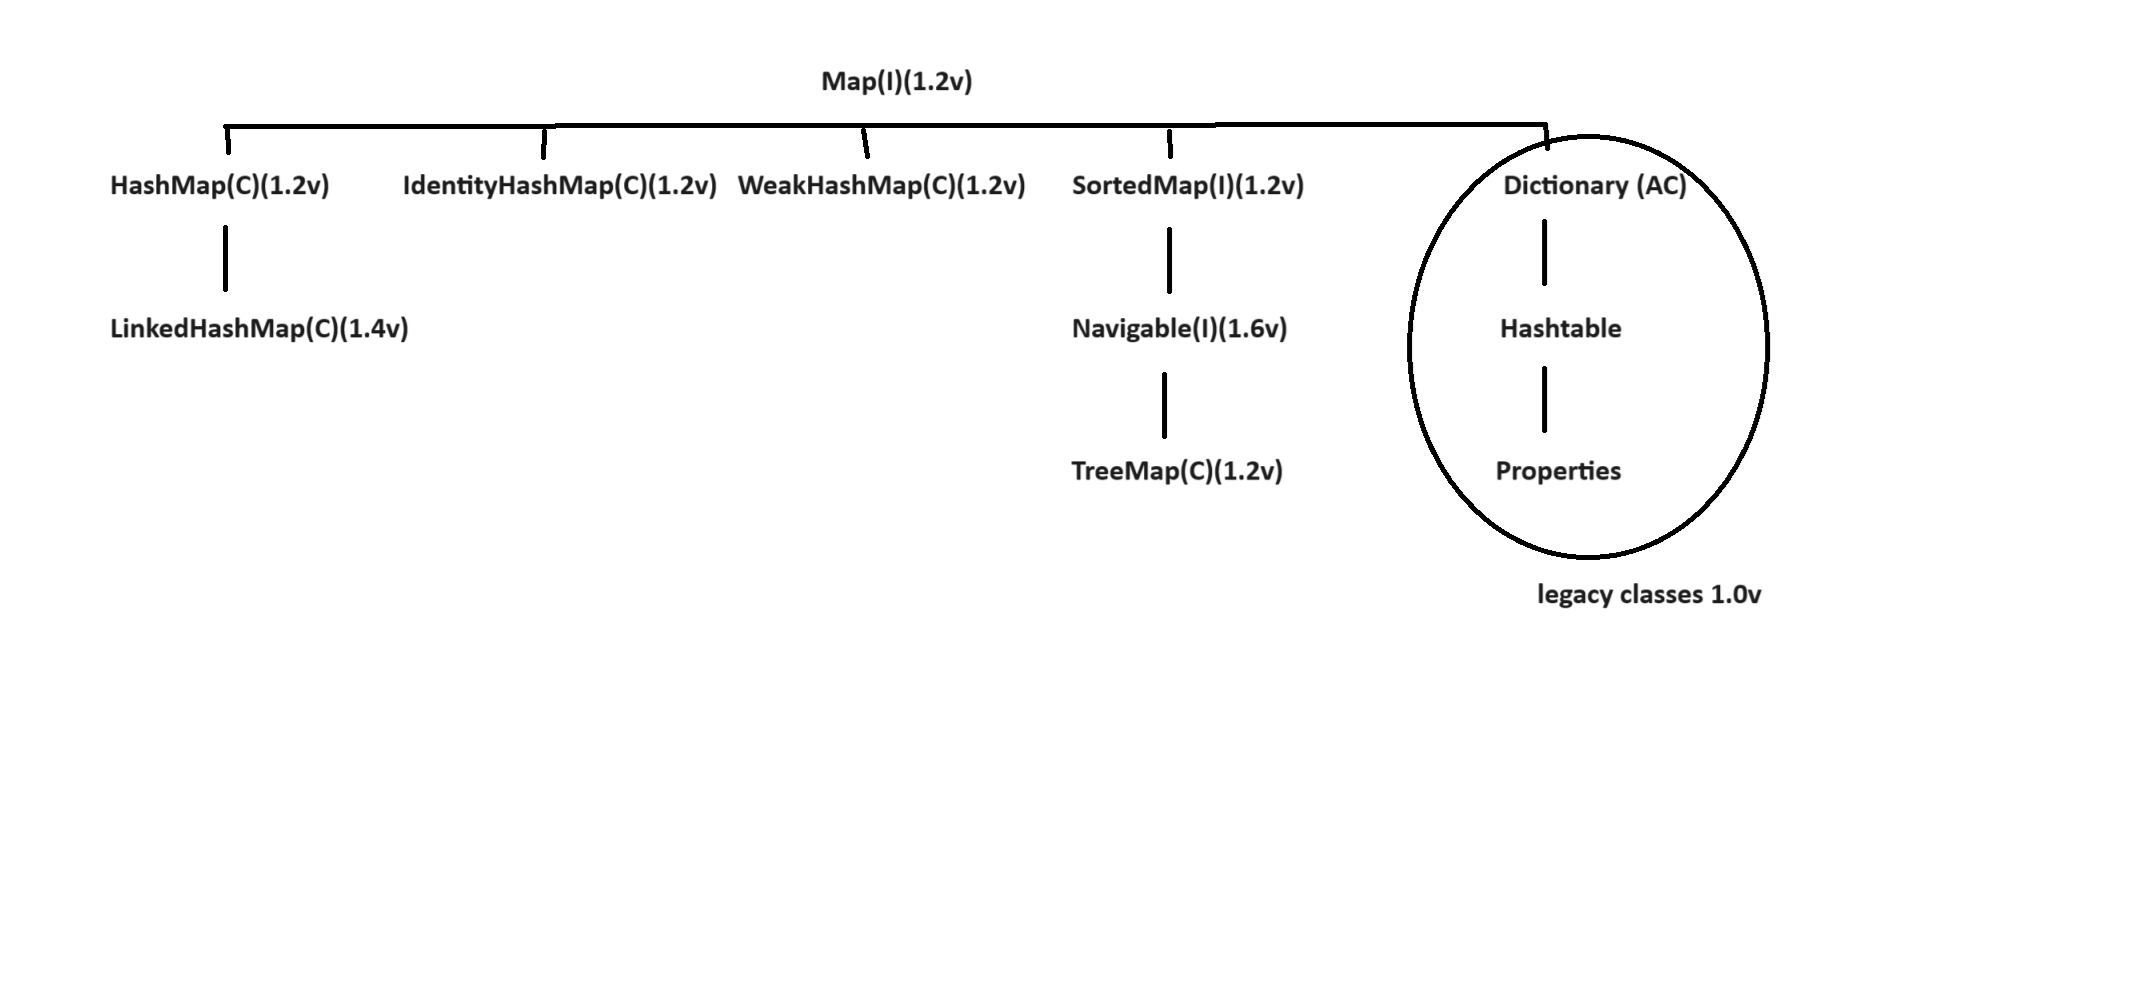 Map(I)(1.2v)
HashMap(C)(1.2v) IdentityHashMap(C)(1.2v) WeakHashMap(C)(1.2v) SortedMap(I)(1.2v) Dictionary (AC)
LinkedHashMap(C)(1.4v) Navigable(I)(1.6v) Hashtable
TreeMap(C)(1.2v) Properties
legacy classes 1.0v